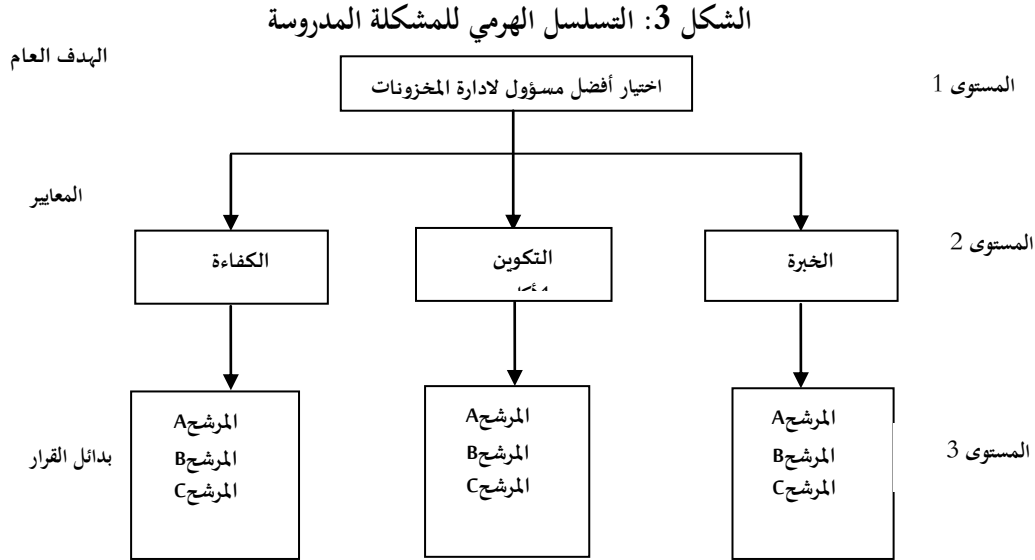 الشكل 3: التسلسل الهرمي للمشكلة المدروسة
الهدف العام
اختيار أفضل مسؤول لادارة المخزونات
المستوى 1
المعايير
المستوى 2
الخبرة
التكوين
الكفاءة
المستوى 3
المرشحA
المرشحB
المرشحC
المرشحA
المرشحB
المرشحC
المرشحA
المرشحB
المرشحC
بدائل القرار